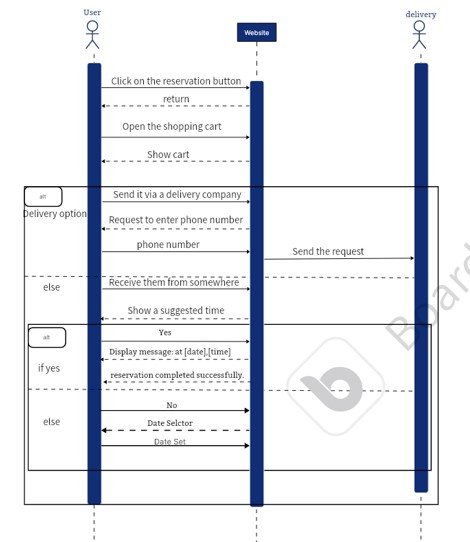 User
delivery
Website
Click on the reservation button
return
Open the shopping cart
Show cart
alt
Send it via a delivery company
Delivery option
Request to enter phone number
phone number
Send the request
else
Receive them from somewhere
Show a suggested time
alt
Yes
Display message: at [date],[time]
if yes
reservation completed successfully.
No
else
Date Selctor
Date Set
Board